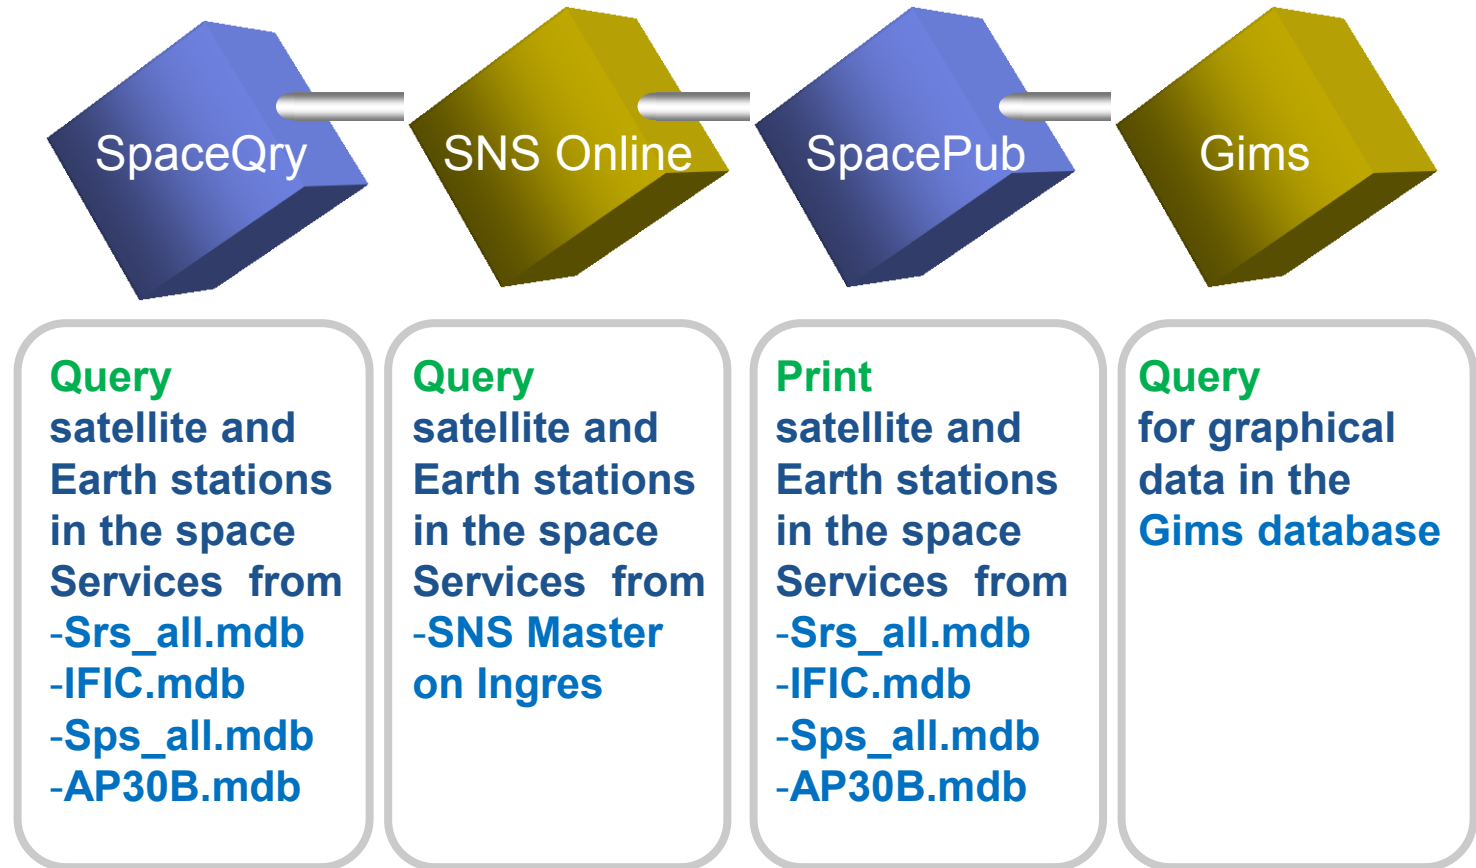 SpaceQry
SNS Online
SpacePub
Gims
Query
satellite and
Earth stations
in the space
Services from
-Srs_all.mdb
-IFIC.mdb
-Sps_all.mdb
-AP30B.mdb
Query
satellite and
Earth stations
in the space
Services from
-SNS Master
on Ingres
Print
satellite and
Earth stations
in the space
Services from
-Srs_all.mdb
-IFIC.mdb
-Sps_all.mdb
-AP30B.mdb
Query
for graphical
data in the
Gims database